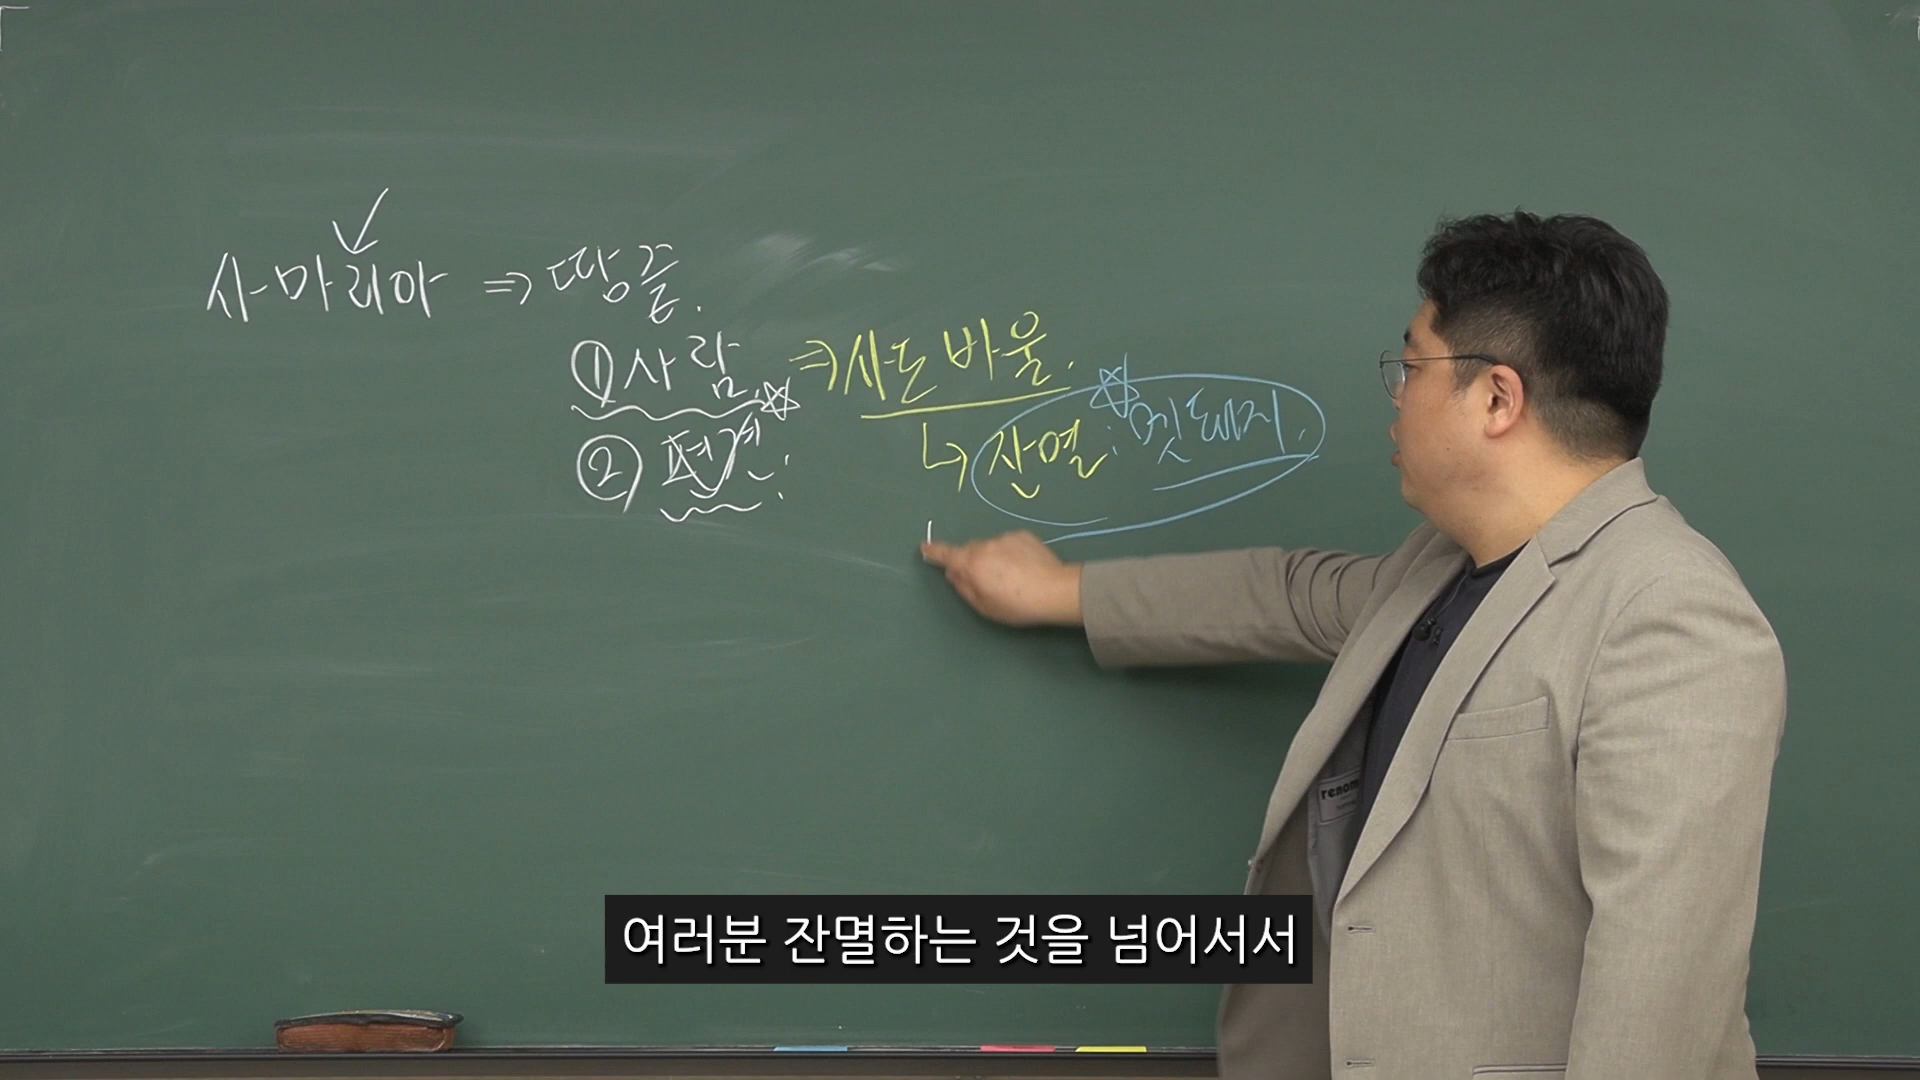 사마리아 ⇒ 땅끝.
① 사람. ⇒ 사도 바울.
② 편견. ↳ 잔멸: 멧돼지.
renom
여러분 잔멸하는 것을 넘어서서